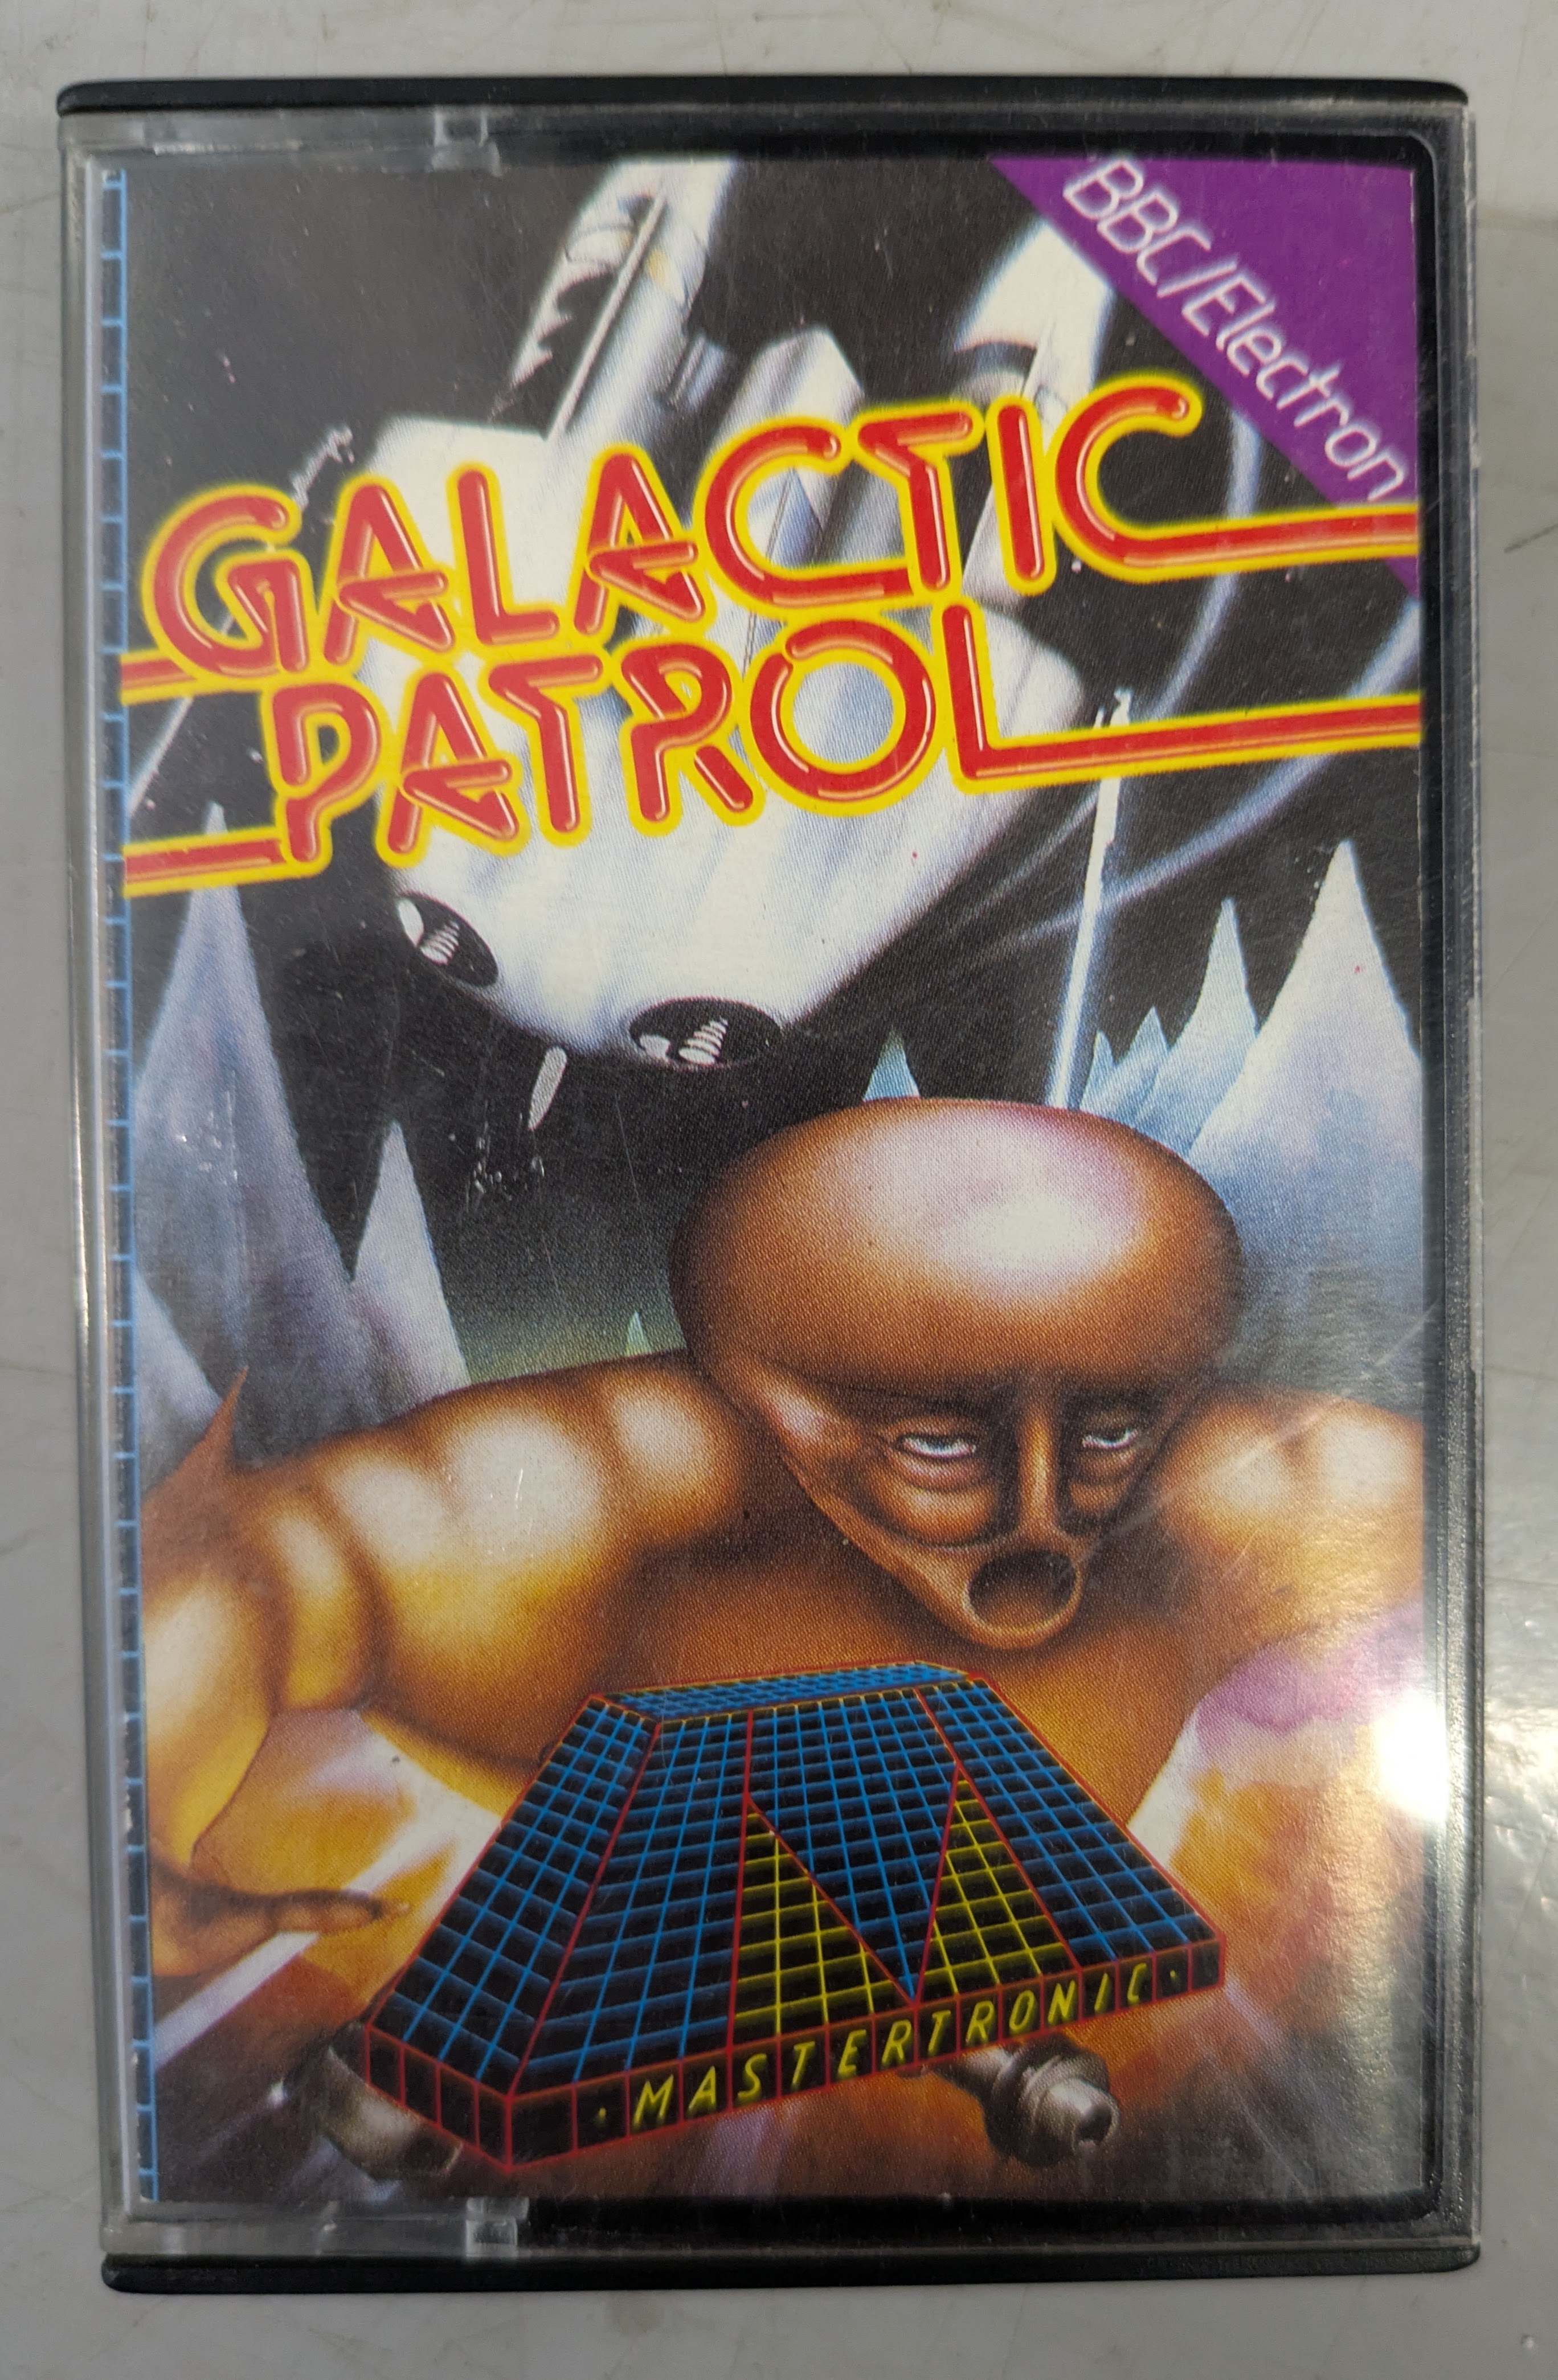 BBC/Electron
GALACTIC
PATROL
· MASTERTRONIC ·